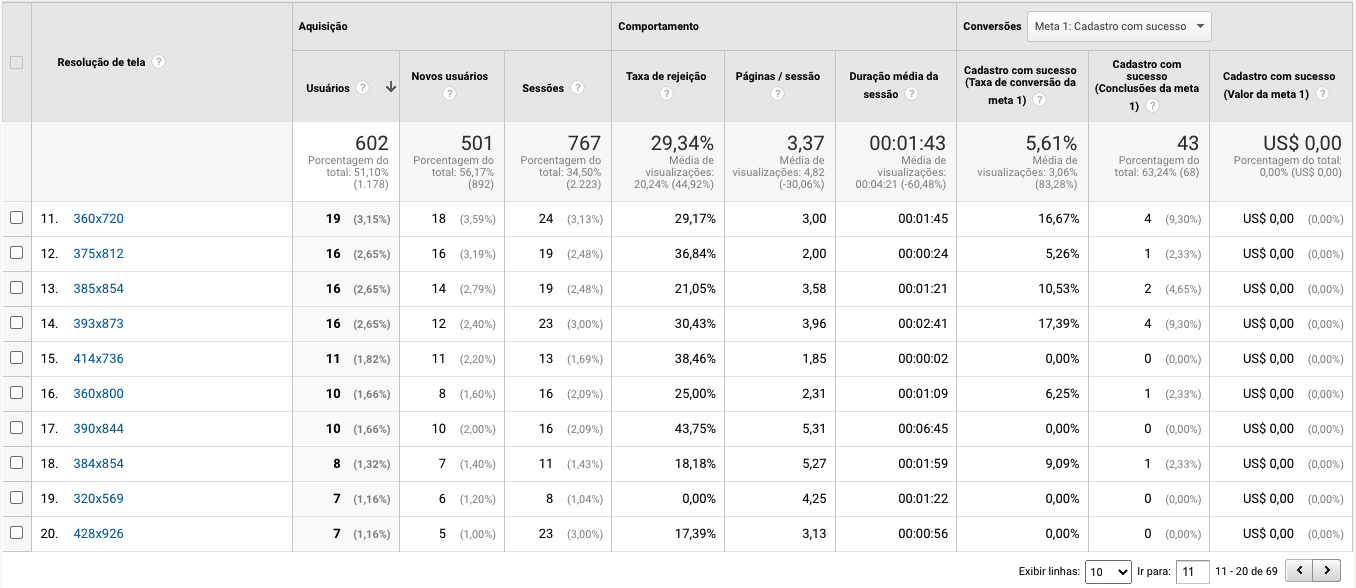 Aquisição Comportamento Conversões Meta 1: Cadastro com sucesso
Resolução de tela ?
Usuários ? Novos usuários ? Sessões ? Taxa de rejeição ? Páginas / sessão ? Duração média da sessão ? Cadastro com sucesso (Taxa de conversão da meta 1) ? Cadastro com sucesso (Conclusões da meta 1) ? Cadastro com sucesso (Valor da meta 1) ?
602 501 767 29,34% 3,37 00:01:43 5,61% 43 US$ 0,00
Porcentagem do total: 51,10% (1.178) Porcentagem do total: 56,17% (892) Porcentagem do total: 34,50% (2.223) Média de visualizações: 20,24% (44,92%) Média de visualizações: 4,82 (-30,06%) Média de visualizações: 00:04:21 (-60,48%) Média de visualizações: 3,06% (83,28%) Porcentagem do total: 63,24% (68) Porcentagem do total: 0,00% (US$ 0,00)
11. 360x720 19 (3,15%) 18 (3,59%) 24 (3,13%) 29,17% 3,00 00:01:45 16,67% 4 (9,30%) US$ 0,00 (0,00%)
12. 375x812 16 (2,65%) 16 (3,19%) 19 (2,48%) 36,84% 2,00 00:00:24 5,26% 1 (2,33%) US$ 0,00 (0,00%)
13. 385x854 16 (2,65%) 14 (2,79%) 19 (2,48%) 21,05% 3,58 00:01:21 10,53% 2 (4,65%) US$ 0,00 (0,00%)
14. 393x873 16 (2,65%) 12 (2,40%) 23 (3,00%) 30,43% 3,96 00:02:41 17,39% 4 (9,30%) US$ 0,00 (0,00%)
15. 414x736 11 (1,82%) 11 (2,20%) 13 (1,69%) 38,46% 1,85 00:00:02 0,00% 0 (0,00%) US$ 0,00 (0,00%)
16. 360x800 10 (1,66%) 8 (1,60%) 16 (2,09%) 25,00% 2,31 00:01:09 6,25% 1 (2,33%) US$ 0,00 (0,00%)
17. 390x844 10 (1,66%) 10 (2,00%) 16 (2,09%) 43,75% 5,31 00:06:45 0,00% 0 (0,00%) US$ 0,00 (0,00%)
18. 384x854 8 (1,32%) 7 (1,40%) 11 (1,43%) 18,18% 5,27 00:01:59 9,09% 1 (2,33%) US$ 0,00 (0,00%)
19. 320x569 7 (1,16%) 6 (1,20%) 8 (1,04%) 0,00% 4,25 00:01:22 0,00% 0 (0,00%) US$ 0,00 (0,00%)
20. 428x926 7 (1,16%) 5 (1,00%) 23 (3,00%) 17,39% 3,13 00:00:56 0,00% 0 (0,00%) US$ 0,00 (0,00%)
Exibir linhas: 10 Ir para: 11 11 - 20 de 69